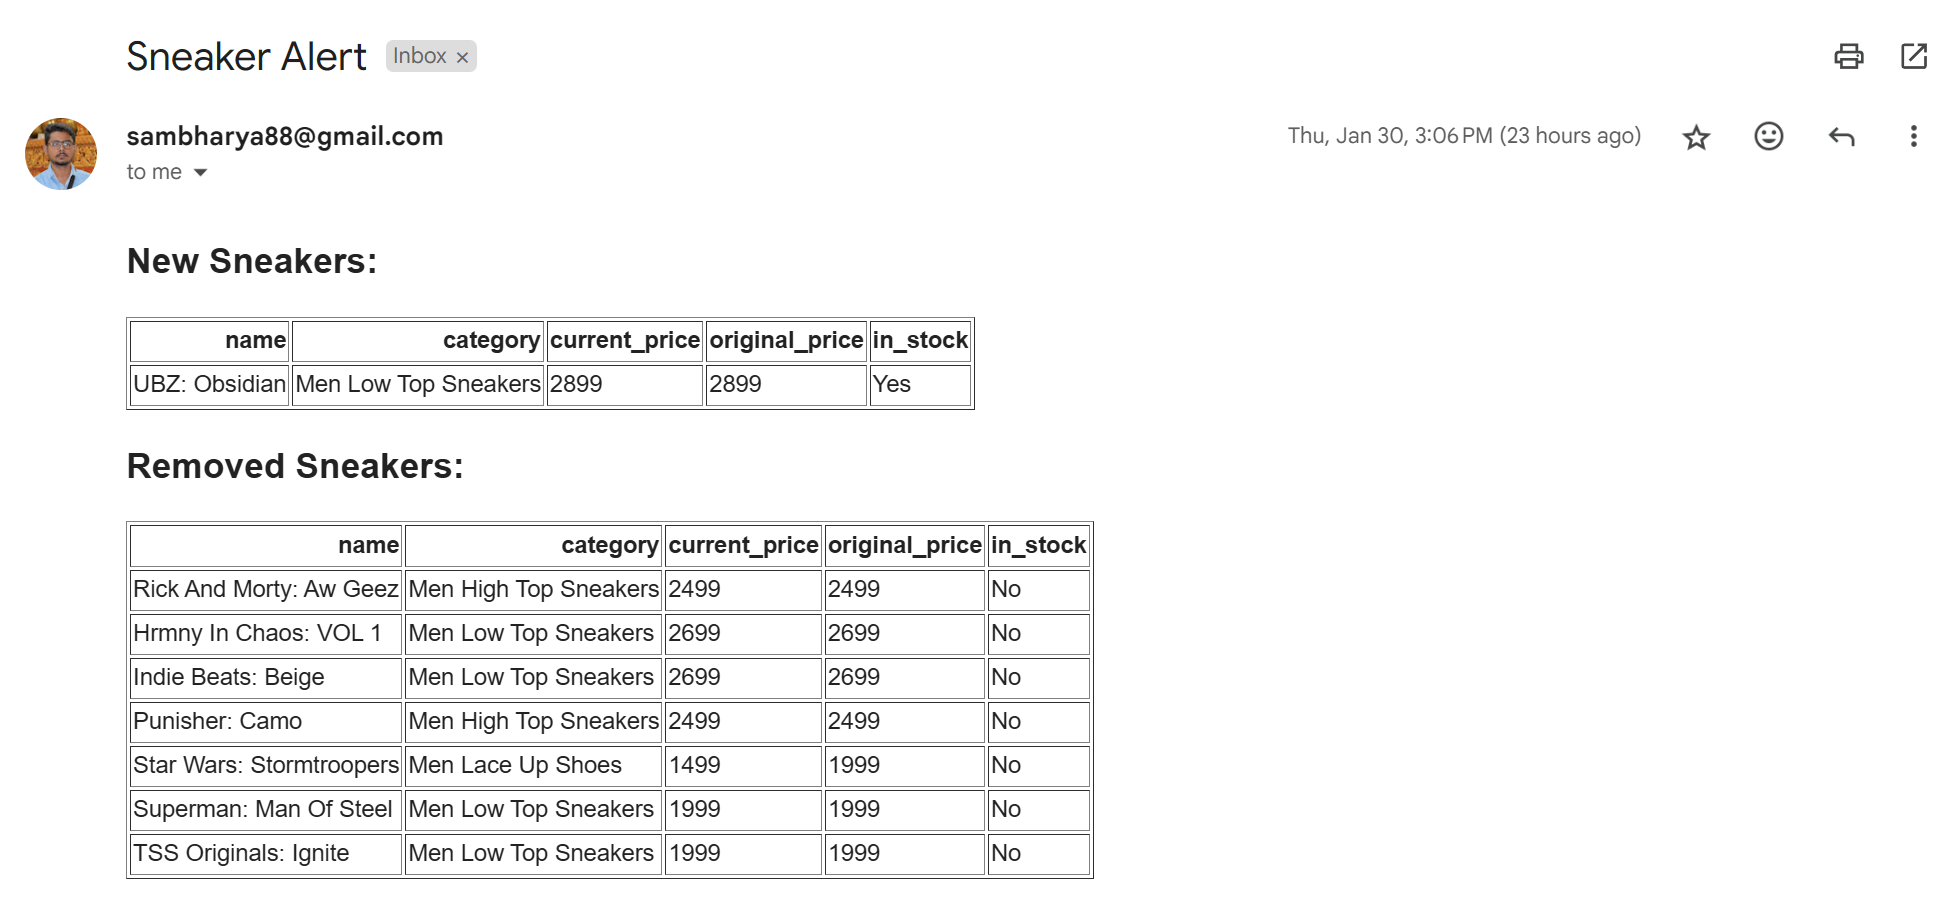 Sneaker Alert Inbox ×
sambharya88@gmail.com Thu, Jan 30, 3:06 PM (23 hours ago)
to me
New Sneakers:
name category current_price original_price in_stock
UBZ: Obsidian Men Low Top Sneakers 2899 2899 Yes
Removed Sneakers:
name category current_price original_price in_stock
Rick And Morty: Aw Geez Men High Top Sneakers 2499 2499 No
Hrmny In Chaos: VOL 1 Men Low Top Sneakers 2699 2699 No
Indie Beats: Beige Men Low Top Sneakers 2699 2699 No
Punisher: Camo Men High Top Sneakers 2499 2499 No
Star Wars: Stormtroopers Men Lace Up Shoes 1499 1999 No
Superman: Man Of Steel Men Low Top Sneakers 1999 1999 No
TSS Originals: Ignite Men Low Top Sneakers 1999 1999 No